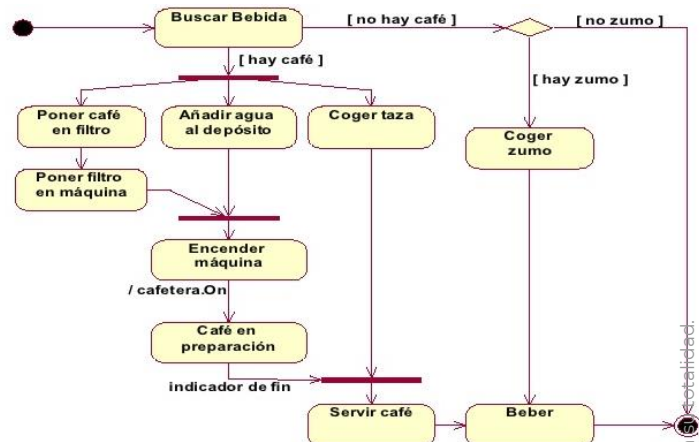 Buscar Bebida
[ no hay café ]
[ no zumo ]
[ hay café ]
[ hay zumo ]
Poner café
en filtro
Añadir agua
al depósito
Coger taza
Coger
zumo
Poner filtro
en máquina
Encender
máquina
/ cafetera.On
Café en
preparación
indicador de fin
Servir café
Beber
totalidad.